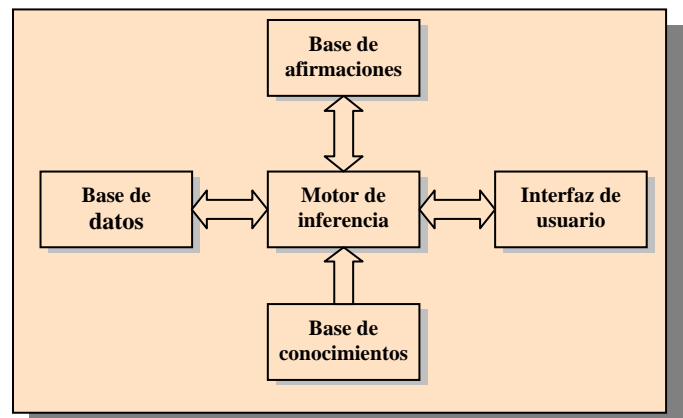 Base de
afirmaciones
Base de
datos
Motor de
inferencia
Interfaz de
usuario
Base de
conocimientos